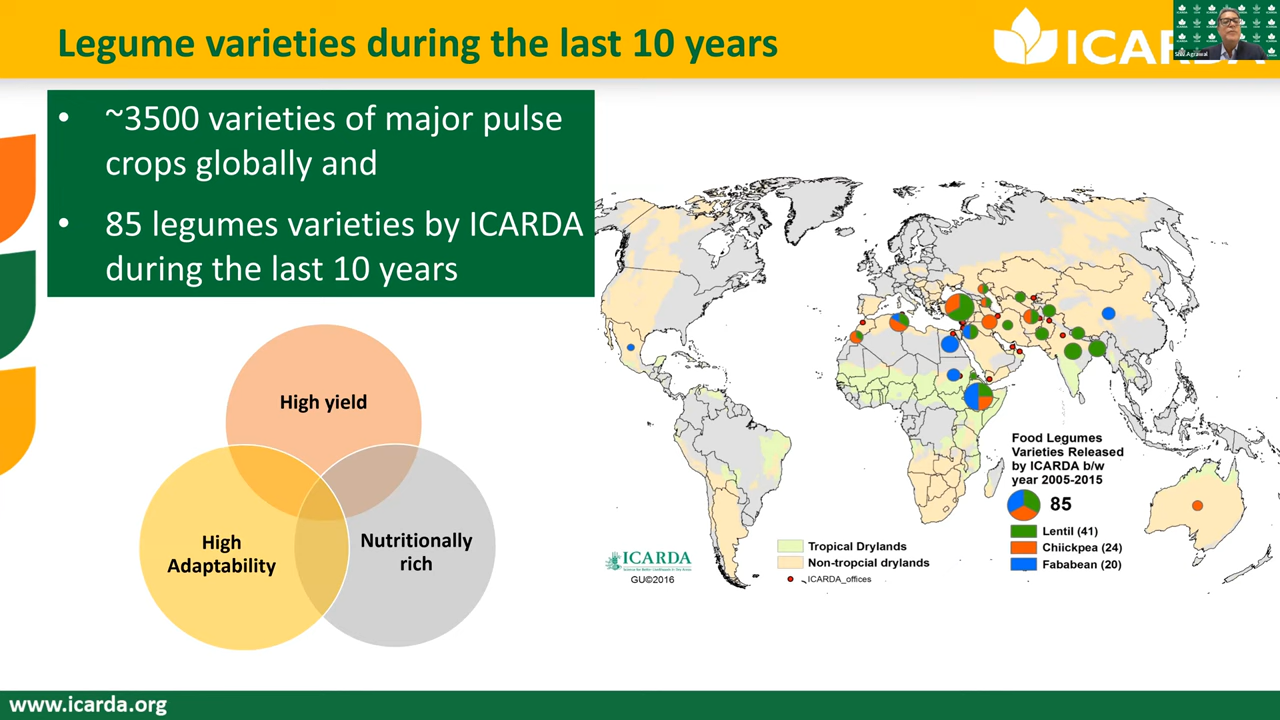 Legume varieties during the last 10 years
ICARDA
Shiv Agrawal
• ~3500 varieties of major pulse
crops globally and
• 85 legumes varieties by ICARDA
during the last 10 years
High yield
High
Adaptability
Nutritionally
rich
Food Legumes
Varieties Released
by ICARDA b/w
year 2005-2015
85
Lentil (41)
Chiickpea (24)
Fababean (20)
Tropical Drylands
Non-tropcial drylands
ICARDA_offices
ICARDA
GU©2016
www.icarda.org